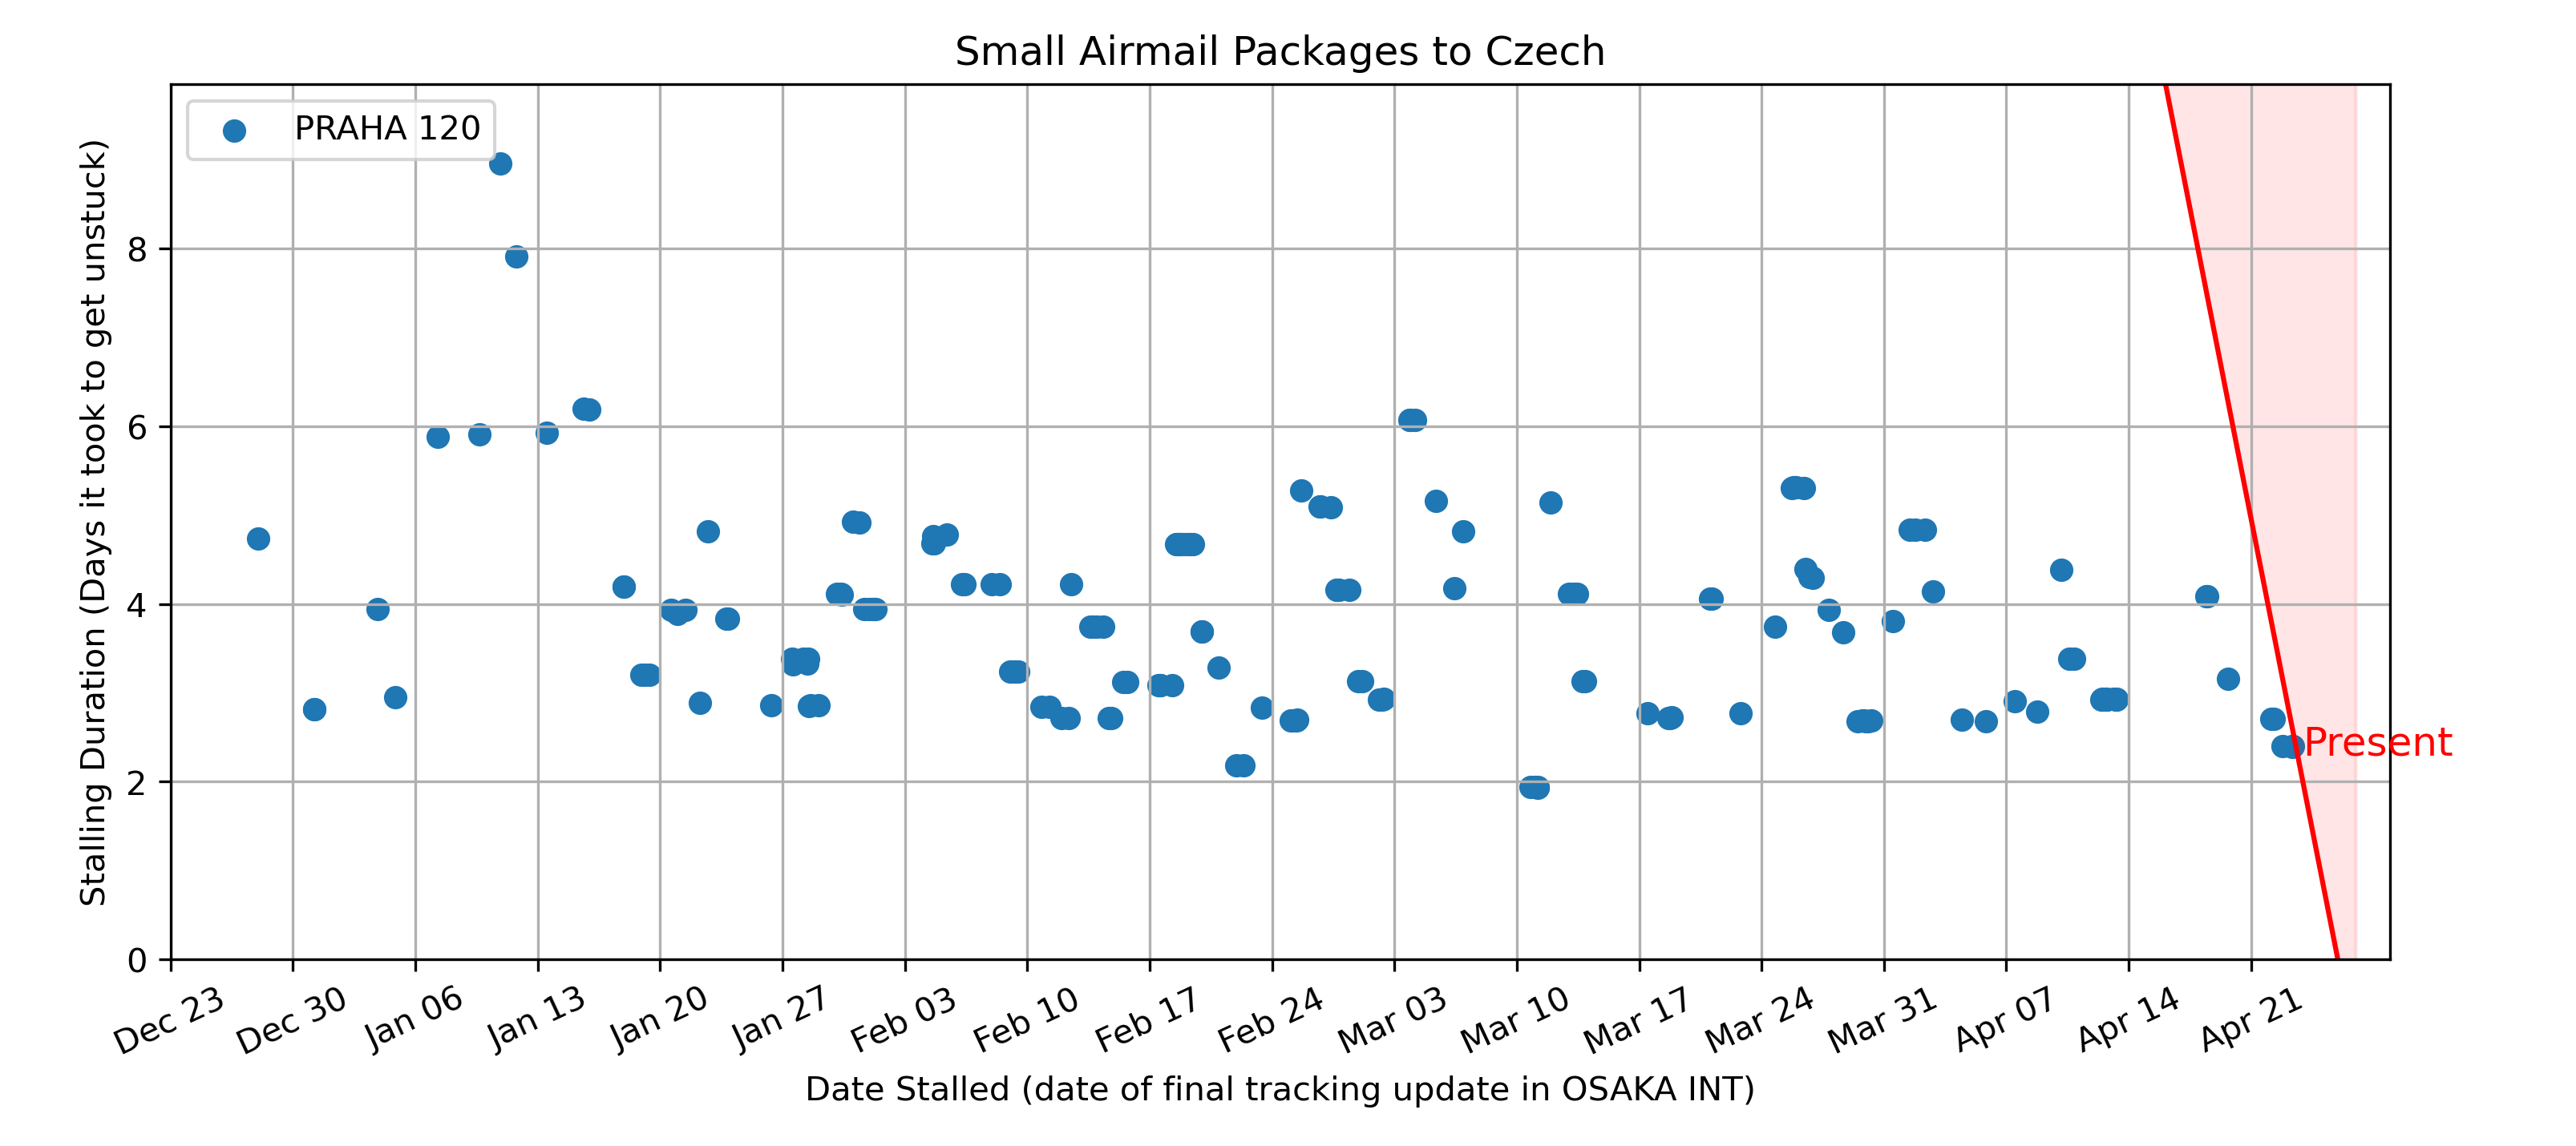 Small Airmail Packages to Czech
PRAHA 120
Stalling Duration (Days it took to get unstuck)
8
6
4
2
0
Present
Dec 23
Dec 30
Jan 06
Jan 13
Jan 20
Jan 27
Feb 03
Feb 10
Feb 17
Feb 24
Mar 03
Mar 10
Mar 17
Mar 24
Mar 31
Apr 07
Apr 14
Apr 21
Date Stalled (date of final tracking update in OSAKA INT)